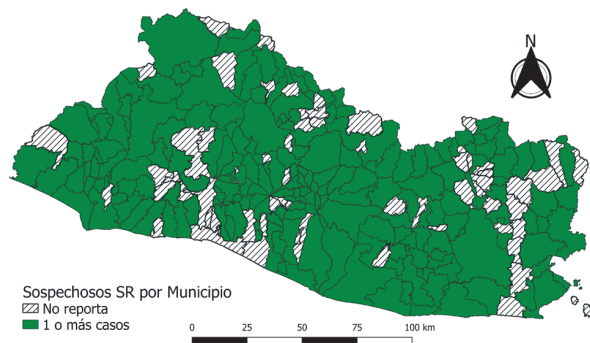 N
Sospechosos SR por Municipio
No reporta
1 o más casos
0 25 50 75 100 km